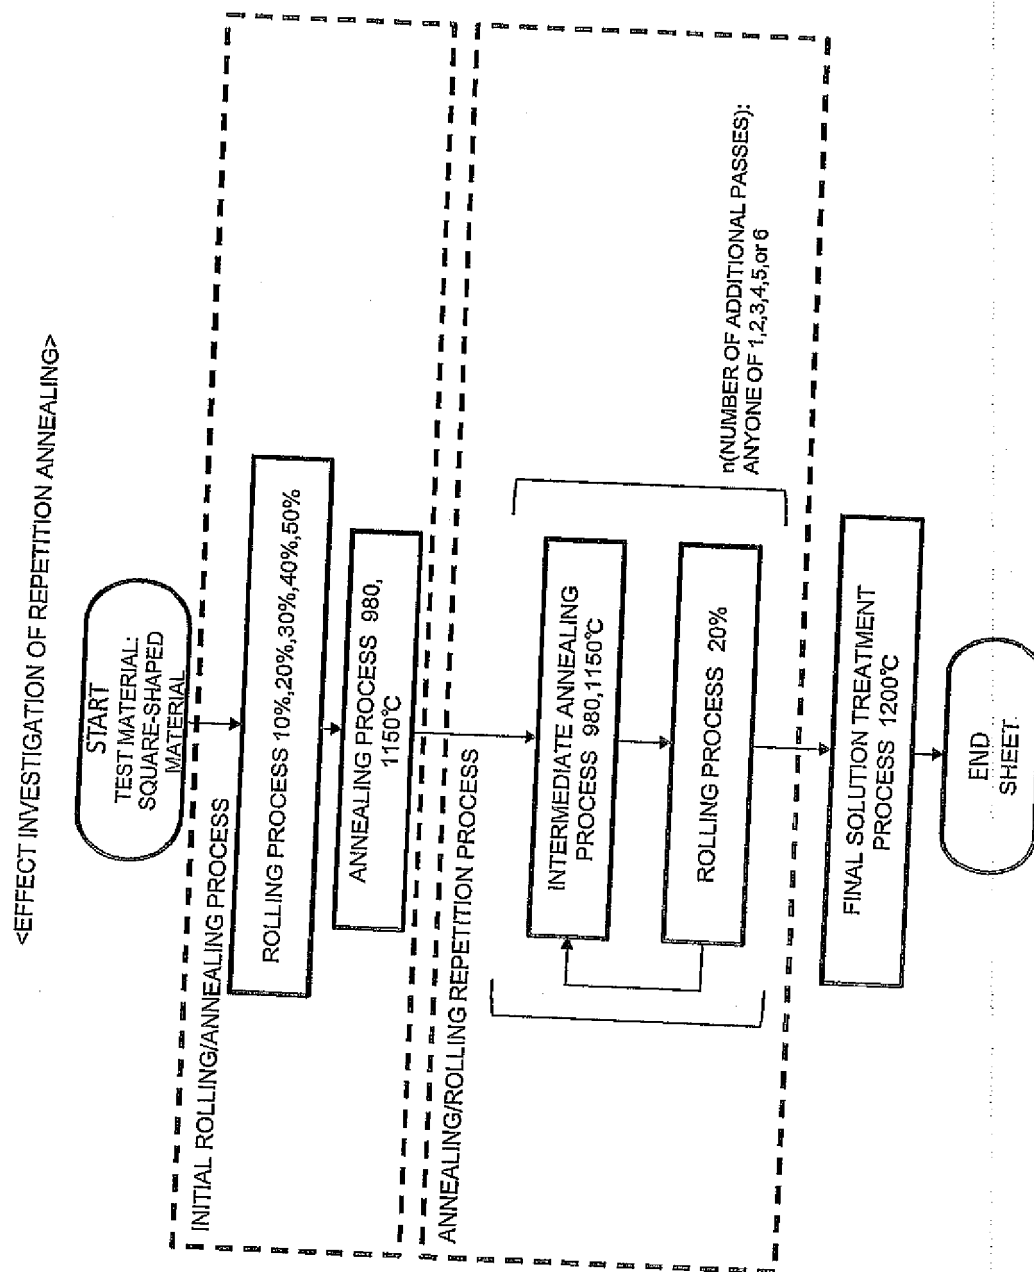 <EFFECT INVESTIGATION OF REPETITION ANNEALING>
START
TEST MATERIAL:
SQUARE-SHAPED
MATERIAL
INITIAL ROLLING/ANNEALING PROCESS
ROLLING PROCESS 10%,20%,30%,40%,50%
ANNEALING PROCESS 980,
1150℃
ANNEALING/ROLLING REPETITION PROCESS
INTERMEDIATE ANNEALING
PROCESS 980,1150℃
ROLLING PROCESS 20%
n(NUMBER OF ADDITIONAL PASSES):
ANYONE OF 1,2,3,4,5,or 6
FINAL SOLUTION TREATMENT
PROCESS 1200℃
END
SHEET